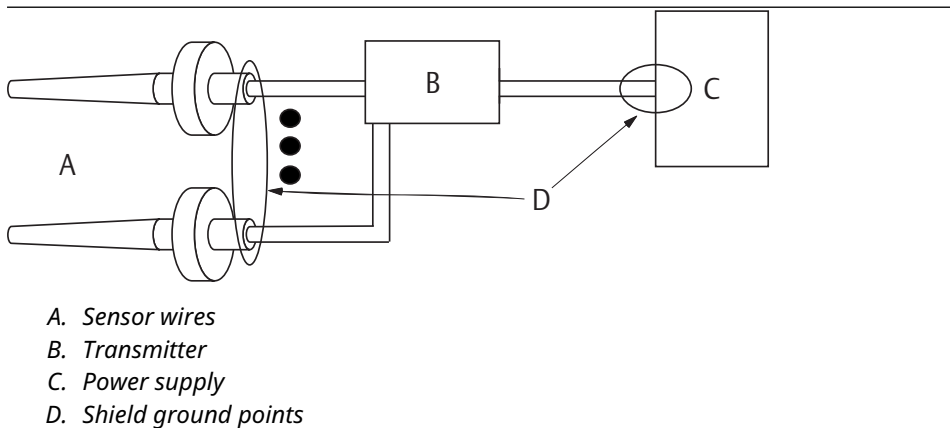 B
C
A
D
A. Sensor wires
B. Transmitter
C. Power supply
D. Shield ground points